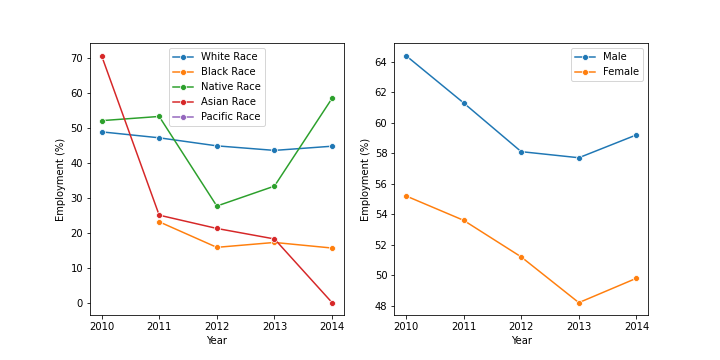 White Race
Black Race
Native Race
Asian Race
Pacific Race
70
60
50
40
30
20
10
0
Employment (%)
2010 2011 2012 2013 2014
Year
Male
Female
64
62
60
58
56
54
52
50
48
Employment (%)
2010 2011 2012 2013 2014
Year